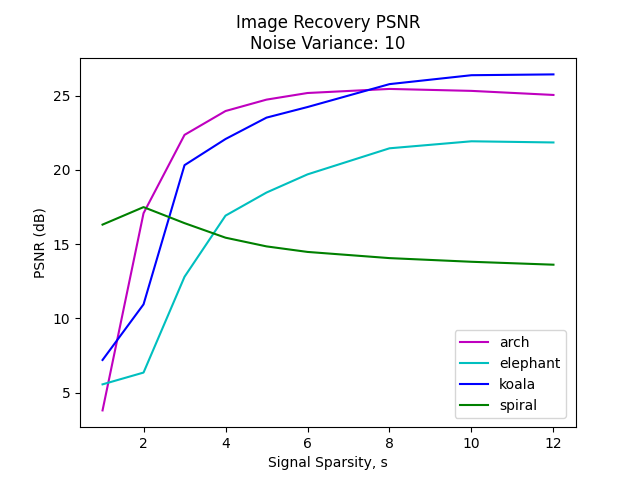 Image Recovery PSNR
Noise Variance: 10
PSNR (dB)
25
20
15
10
5
arch
elephant
koala
spiral
2 4 6 8 10 12
Signal Sparsity, s